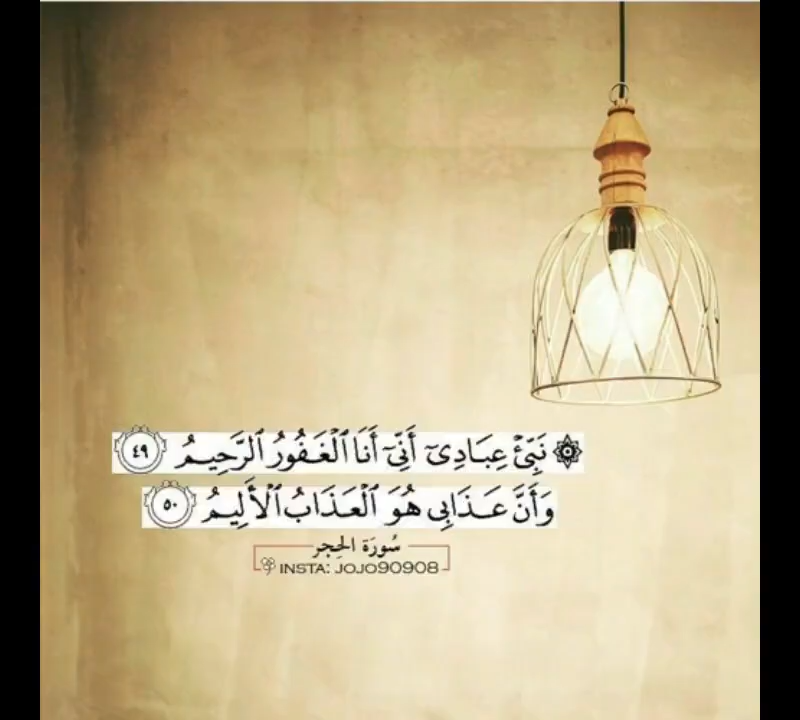 ۞ نَبِّئْ عِبَادِىٓ أَنِّىٓ أَنَا ٱلْغَفُورُ ٱلرَّحِيمُ ٤٩
وَأَنَّ عَذَابِى هُوَ ٱلْعَذَابُ ٱلْأَلِيمُ ٥٠
سُورَة الحِجر
INSTA: JOJO90908